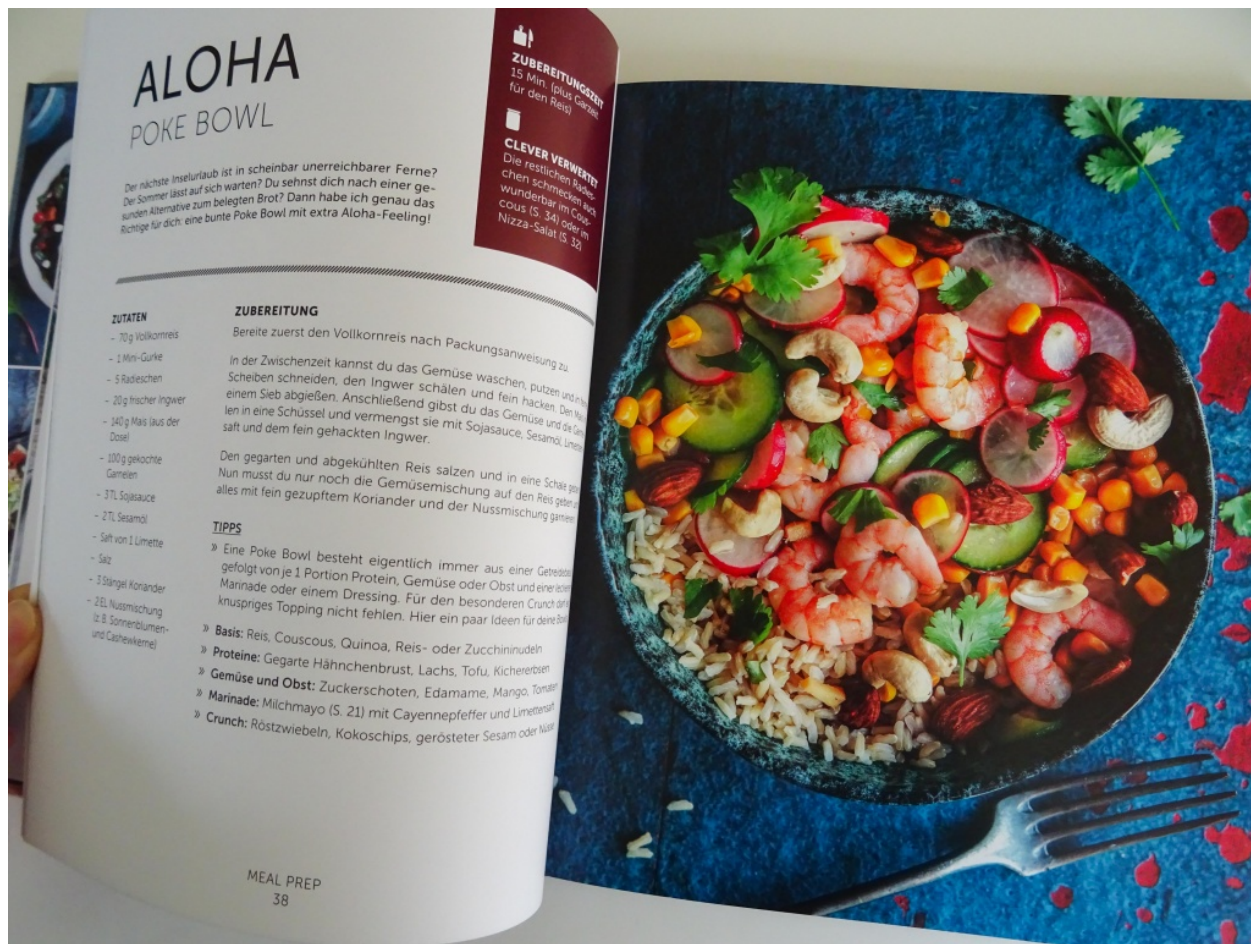 ALOHA
POKE BOWL
Der nächste Inselurlaub ist in scheinbar unerreichbarer Ferne?
Der Sommer lässt auf sich warten? Du sehnst dich nach einer ge-
sunden Alternative zum belegten Brot? Dann habe ich genau das
Richtige für dich: eine bunte Poke Bowl mit extra Aloha-Feeling!
ZUBEREITUNGSZEIT
15 Min. (plus Garzeit
für den Reis)
CLEVER VERWERTET
Die restlichen Radies-
chen schmecken auch
wunderbar im Cous-
cous (S. 34) oder im
Nizza-Salat (S. 32)
ZUTATEN
– 70 g Vollkornreis
– 1 Mini-Gurke
– 5 Radieschen
– 20 g frischer Ingwer
– 140 g Mais (aus der
Dose)
– 100 g gekochte
Garnelen
– 3 TL Sojasauce
– 2 TL Sesamöl
– Saft von 1 Limette
– Salz
– 3 Stängel Koriander
– 2 EL Nussmischung
(z. B. Sonnenblumen-
und Cashewkerne)
ZUBEREITUNG
Bereite zuerst den Vollkornreis nach Packungsanweisung zu.
In der Zwischenzeit kannst du das Gemüse waschen, putzen und in
Scheiben schneiden, den Ingwer schälen und fein hacken. Den
einem Sieb abgießen. Anschließend gibst du das Gemüse und die
len in eine Schüssel und vermengst sie mit Sojasauce, Sesamöl,
saft und dem fein gehackten Ingwer.
Den gegarten und abgekühlten Reis salzen und in eine Schale
Nun musst du nur noch die Gemüsemischung auf den Reis geben
alles mit fein gezupftem Koriander und der Nussmischung garnieren
TIPPS
» Eine Poke Bowl besteht eigentlich immer aus einer
gefolgt von je 1 Portion Protein, Gemüse oder Obst und einer
Marinade oder einem Dressing. Für den besonderen Crunch darf
knuspriges Topping nicht fehlen. Hier ein paar Ideen für deine
» Basis: Reis, Couscous, Quinoa, Reis- oder Zucchininudeln
» Proteine: Gegarte Hähnchenbrust, Lachs, Tofu, Kichererbsen
» Gemüse und Obst: Zuckerschoten, Edamame, Mango, Tomaten
» Marinade: Milchmayo (S. 21) mit Cayennepfeffer und Limettensaft
» Crunch: Röstzwiebeln, Kokoschips, gerösteter Sesam oder Nüsse
MEAL PREP
38